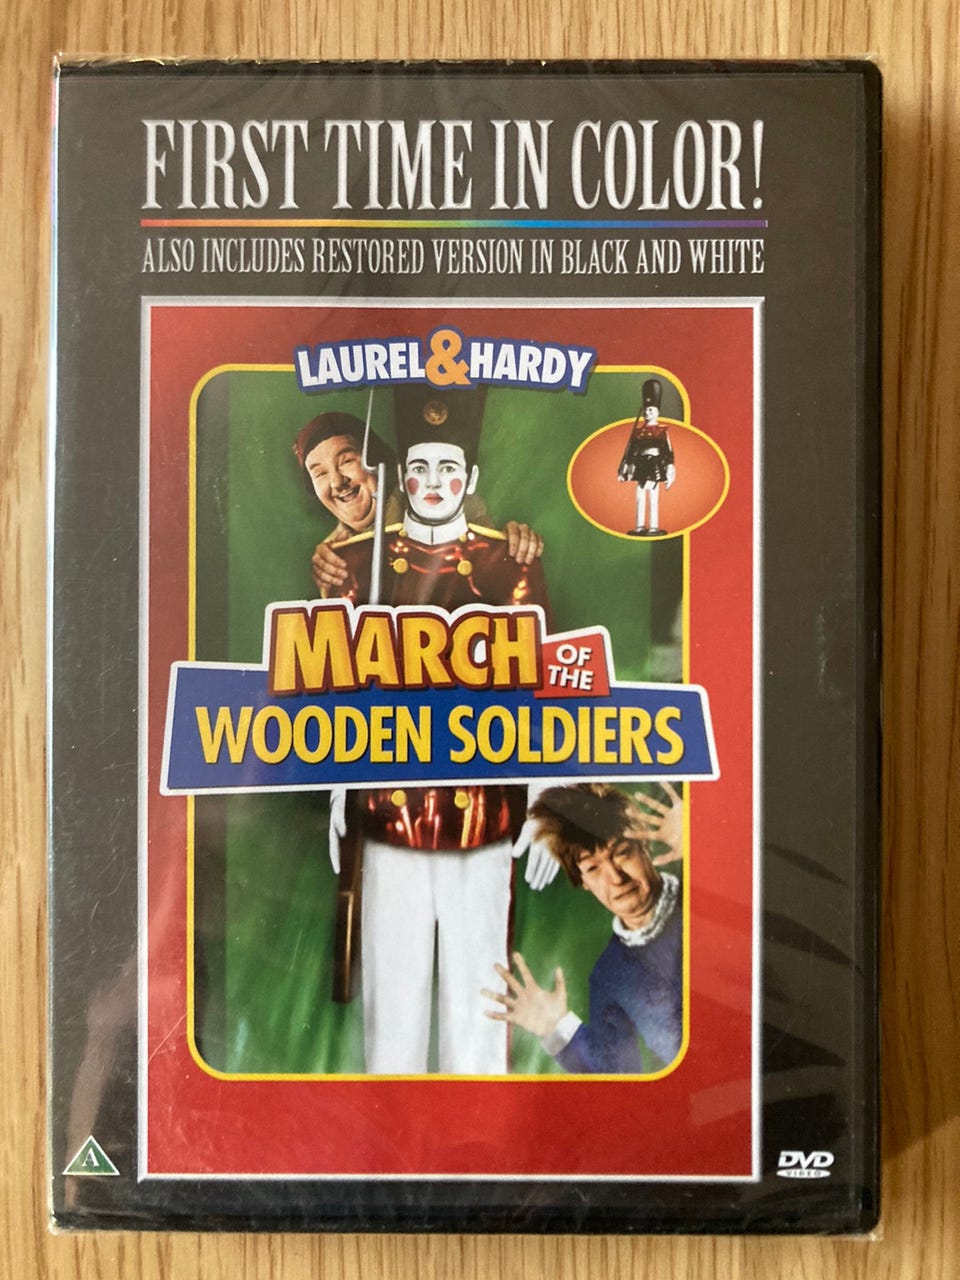 FIRST TIME IN COLOR!
ALSO INCLUDES RESTORED VERSION IN BLACK AND WHITE
LAUREL & HARDY
MARCH
OF
THE
WOODEN SOLDIERS
A
DVD
VIDEO